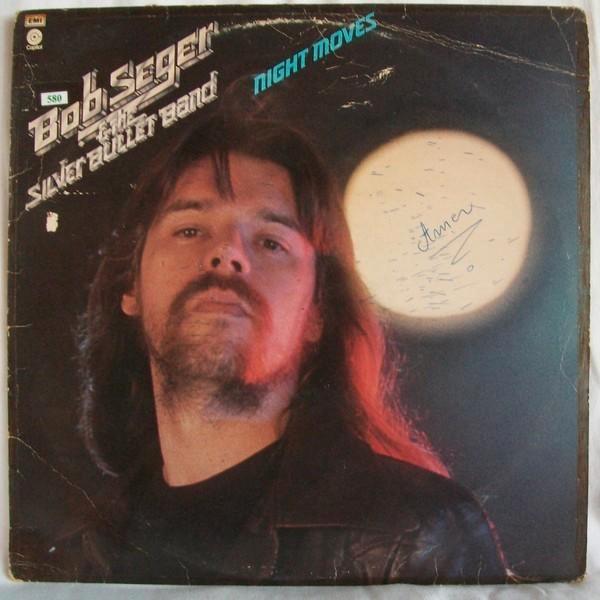 EMI
Capitol
580
Bob Seger
& The
Silver Bullet Band
NIGHT MOVES